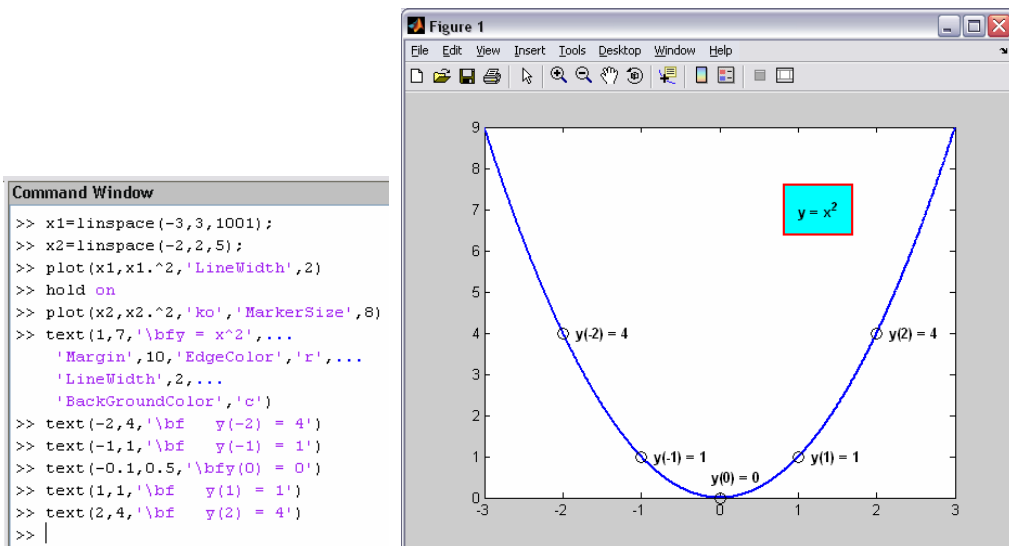 Command Window
>> x1=linspace(-3,3,1001);
>> x2=linspace(-2,2,5);
>> plot(x1,x1.^2,'LineWidth',2)
>> hold on
>> plot(x2,x2.^2,'ko','MarkerSize',8)
>> text(1,7,'\bfy = x^2',...
'Margin',10,'EdgeColor','r',...
'LineWidth',2,...
'BackGroundColor','c')
>> text(-2,4,'\bf   y(-2) = 4')
>> text(-1,1,'\bf   y(-1) = 1')
>> text(-0.1,0.5,'\bfy(0) = 0')
>> text(1,1,'\bf   y(1) = 1')
>> text(2,4,'\bf   y(2) = 4')
>>
Figure 1
File Edit View Insert Tools Desktop Window Help
9
8
7
6
5
4
3
2
1
0
y = x²
y(-2) = 4
y(2) = 4
y(-1) = 1
y(1) = 1
y(0) = 0
-3 -2 -1 0 1 2 3